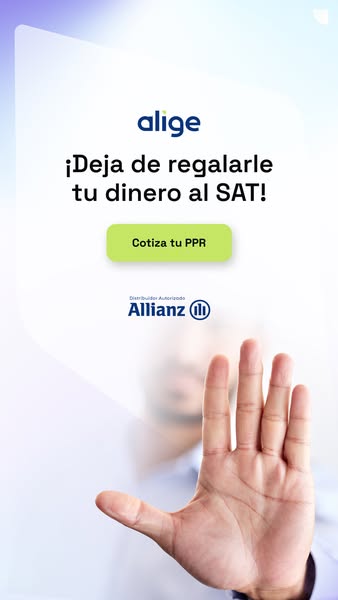 alige
¡Deja de regalarle
tu dinero al SAT!
Cotiza tu PPR
Distribuidor Autorizado
Allianz